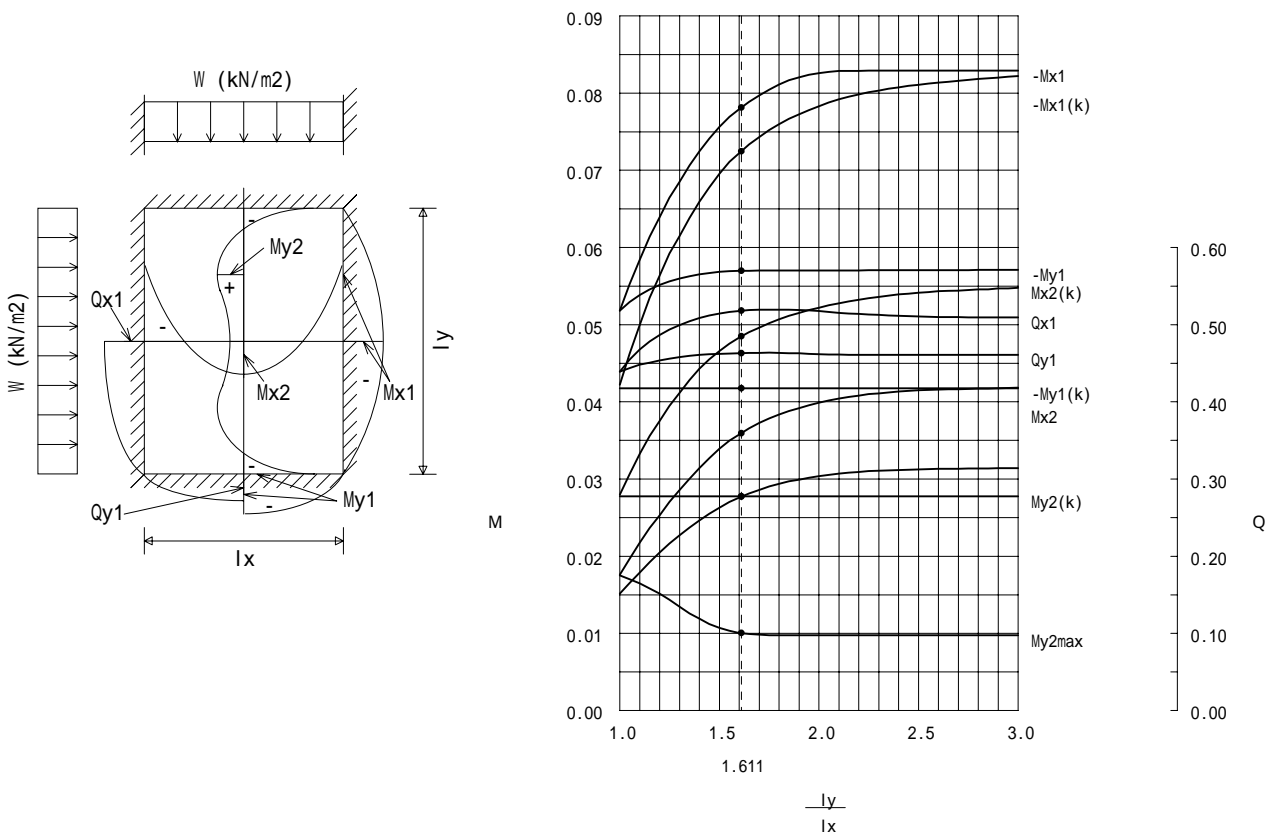 W (kN/m2)
W (kN/m2)
My2
+
-
-
-
-
-
Qx1
Mx2
Mx1
ly
Qy1
My1
lx
M
0.09
0.08
0.07
0.06
0.05
0.04
0.03
0.02
0.01
0.00
1.0 1.5 2.0 2.5 3.0
1.611
ly
lx
-Mx1
-Mx1(k)
-My1
Mx2(k)
Qx1
Qy1
-My1(k)
Mx2
My2(k)
My2max
0.60
0.50
0.40
0.30
0.20
0.10
0.00
Q